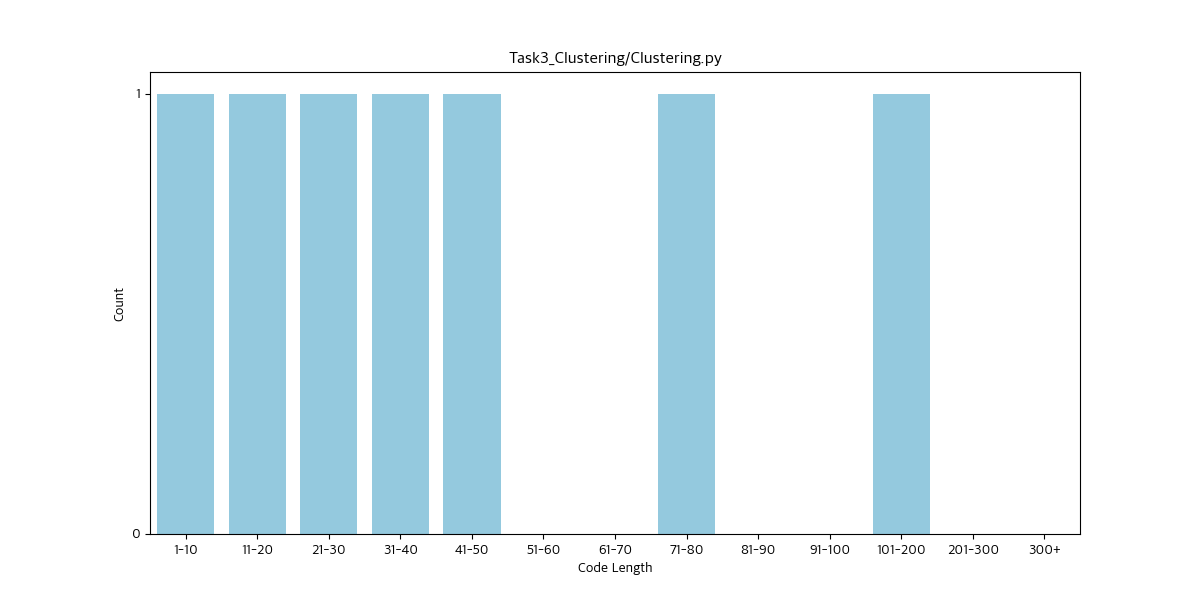 Task3_Clustering/Clustering.py
Count
1
0
1-10 11-20 21-30 31-40 41-50 51-60 61-70 71-80 81-90 91-100 101-200 201-300 300+
Code Length